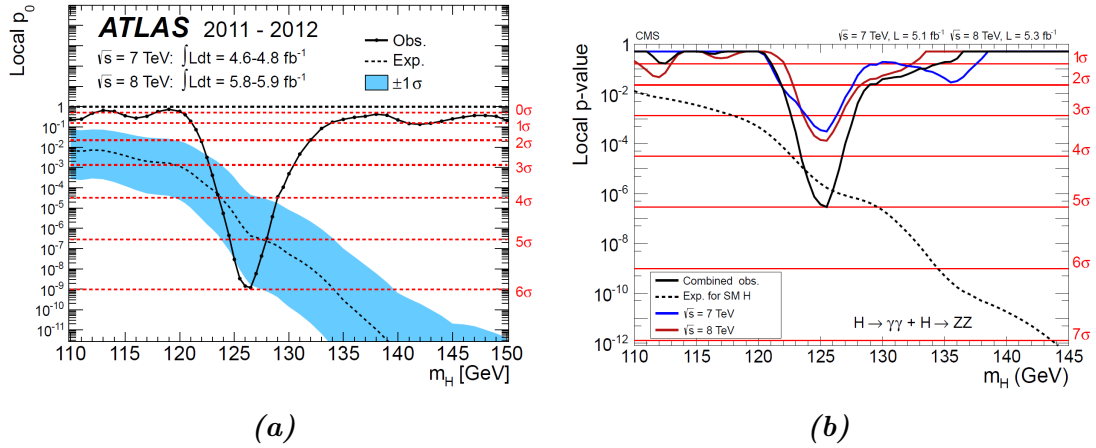 ATLAS 2011 - 2012
√s = 7 TeV: ∫Ldt = 4.6-4.8 fb⁻¹
√s = 8 TeV: ∫Ldt = 5.8-5.9 fb⁻¹
Obs.
Exp.
±1σ
Local p₀
1
10⁻¹
10⁻²
10⁻³
10⁻⁴
10⁻⁵
10⁻⁶
10⁻⁷
10⁻⁸
10⁻⁹
10⁻¹⁰
10⁻¹¹
0σ
1σ
2σ
3σ
4σ
5σ
6σ
110 115 120 125 130 135 140 145 150
m_H [GeV]
(a)
CMS √s = 7 TeV, L = 5.1 fb⁻¹ √s = 8 TeV, L = 5.3 fb⁻¹
Local p-value
1
10⁻²
10⁻⁴
10⁻⁶
10⁻⁸
10⁻¹⁰
10⁻¹²
1σ
2σ
3σ
4σ
5σ
6σ
7σ
Combined obs.
Exp. for SM H
√s = 7 TeV
√s = 8 TeV
H → γγ + H → ZZ
110 115 120 125 130 135 140 145
m_H (GeV)
(b)